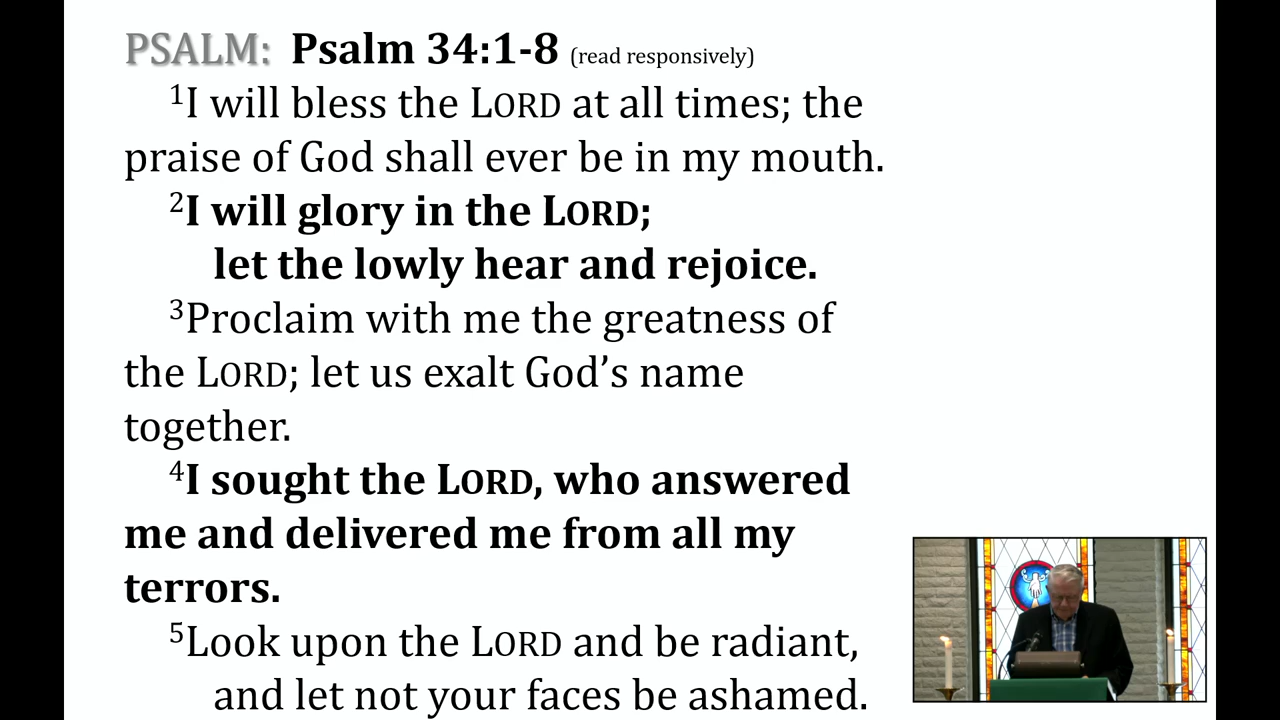 PSALM: Psalm 34:1-8 (read responsively)
1I will bless the LORD at all times; the
praise of God shall ever be in my mouth.
2I will glory in the LORD;
let the lowly hear and rejoice.
3Proclaim with me the greatness of
the LORD; let us exalt God’s name
together.
4I sought the LORD, who answered
me and delivered me from all my
terrors.
5Look upon the LORD and be radiant,
and let not your faces be ashamed.